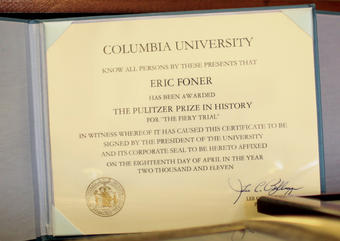 COLUMBIA UNIVERSITY
KNOW ALL PERSONS BY THESE PRESENTS THAT
ERIC FONER
HAS BEEN AWARDED
THE PULITZER PRIZE IN HISTORY
FOR "THE FIERY TRIAL"
IN WITNESS WHEREOF IT HAS CAUSED THIS CERTIFICATE TO BE
SIGNED BY THE PRESIDENT OF THE UNIVERSITY
AND ITS CORPORATE SEAL TO BE HERETO AFFIXED
ON THE EIGHTEENTH DAY OF APRIL IN THE YEAR
TWO THOUSAND AND ELEVEN